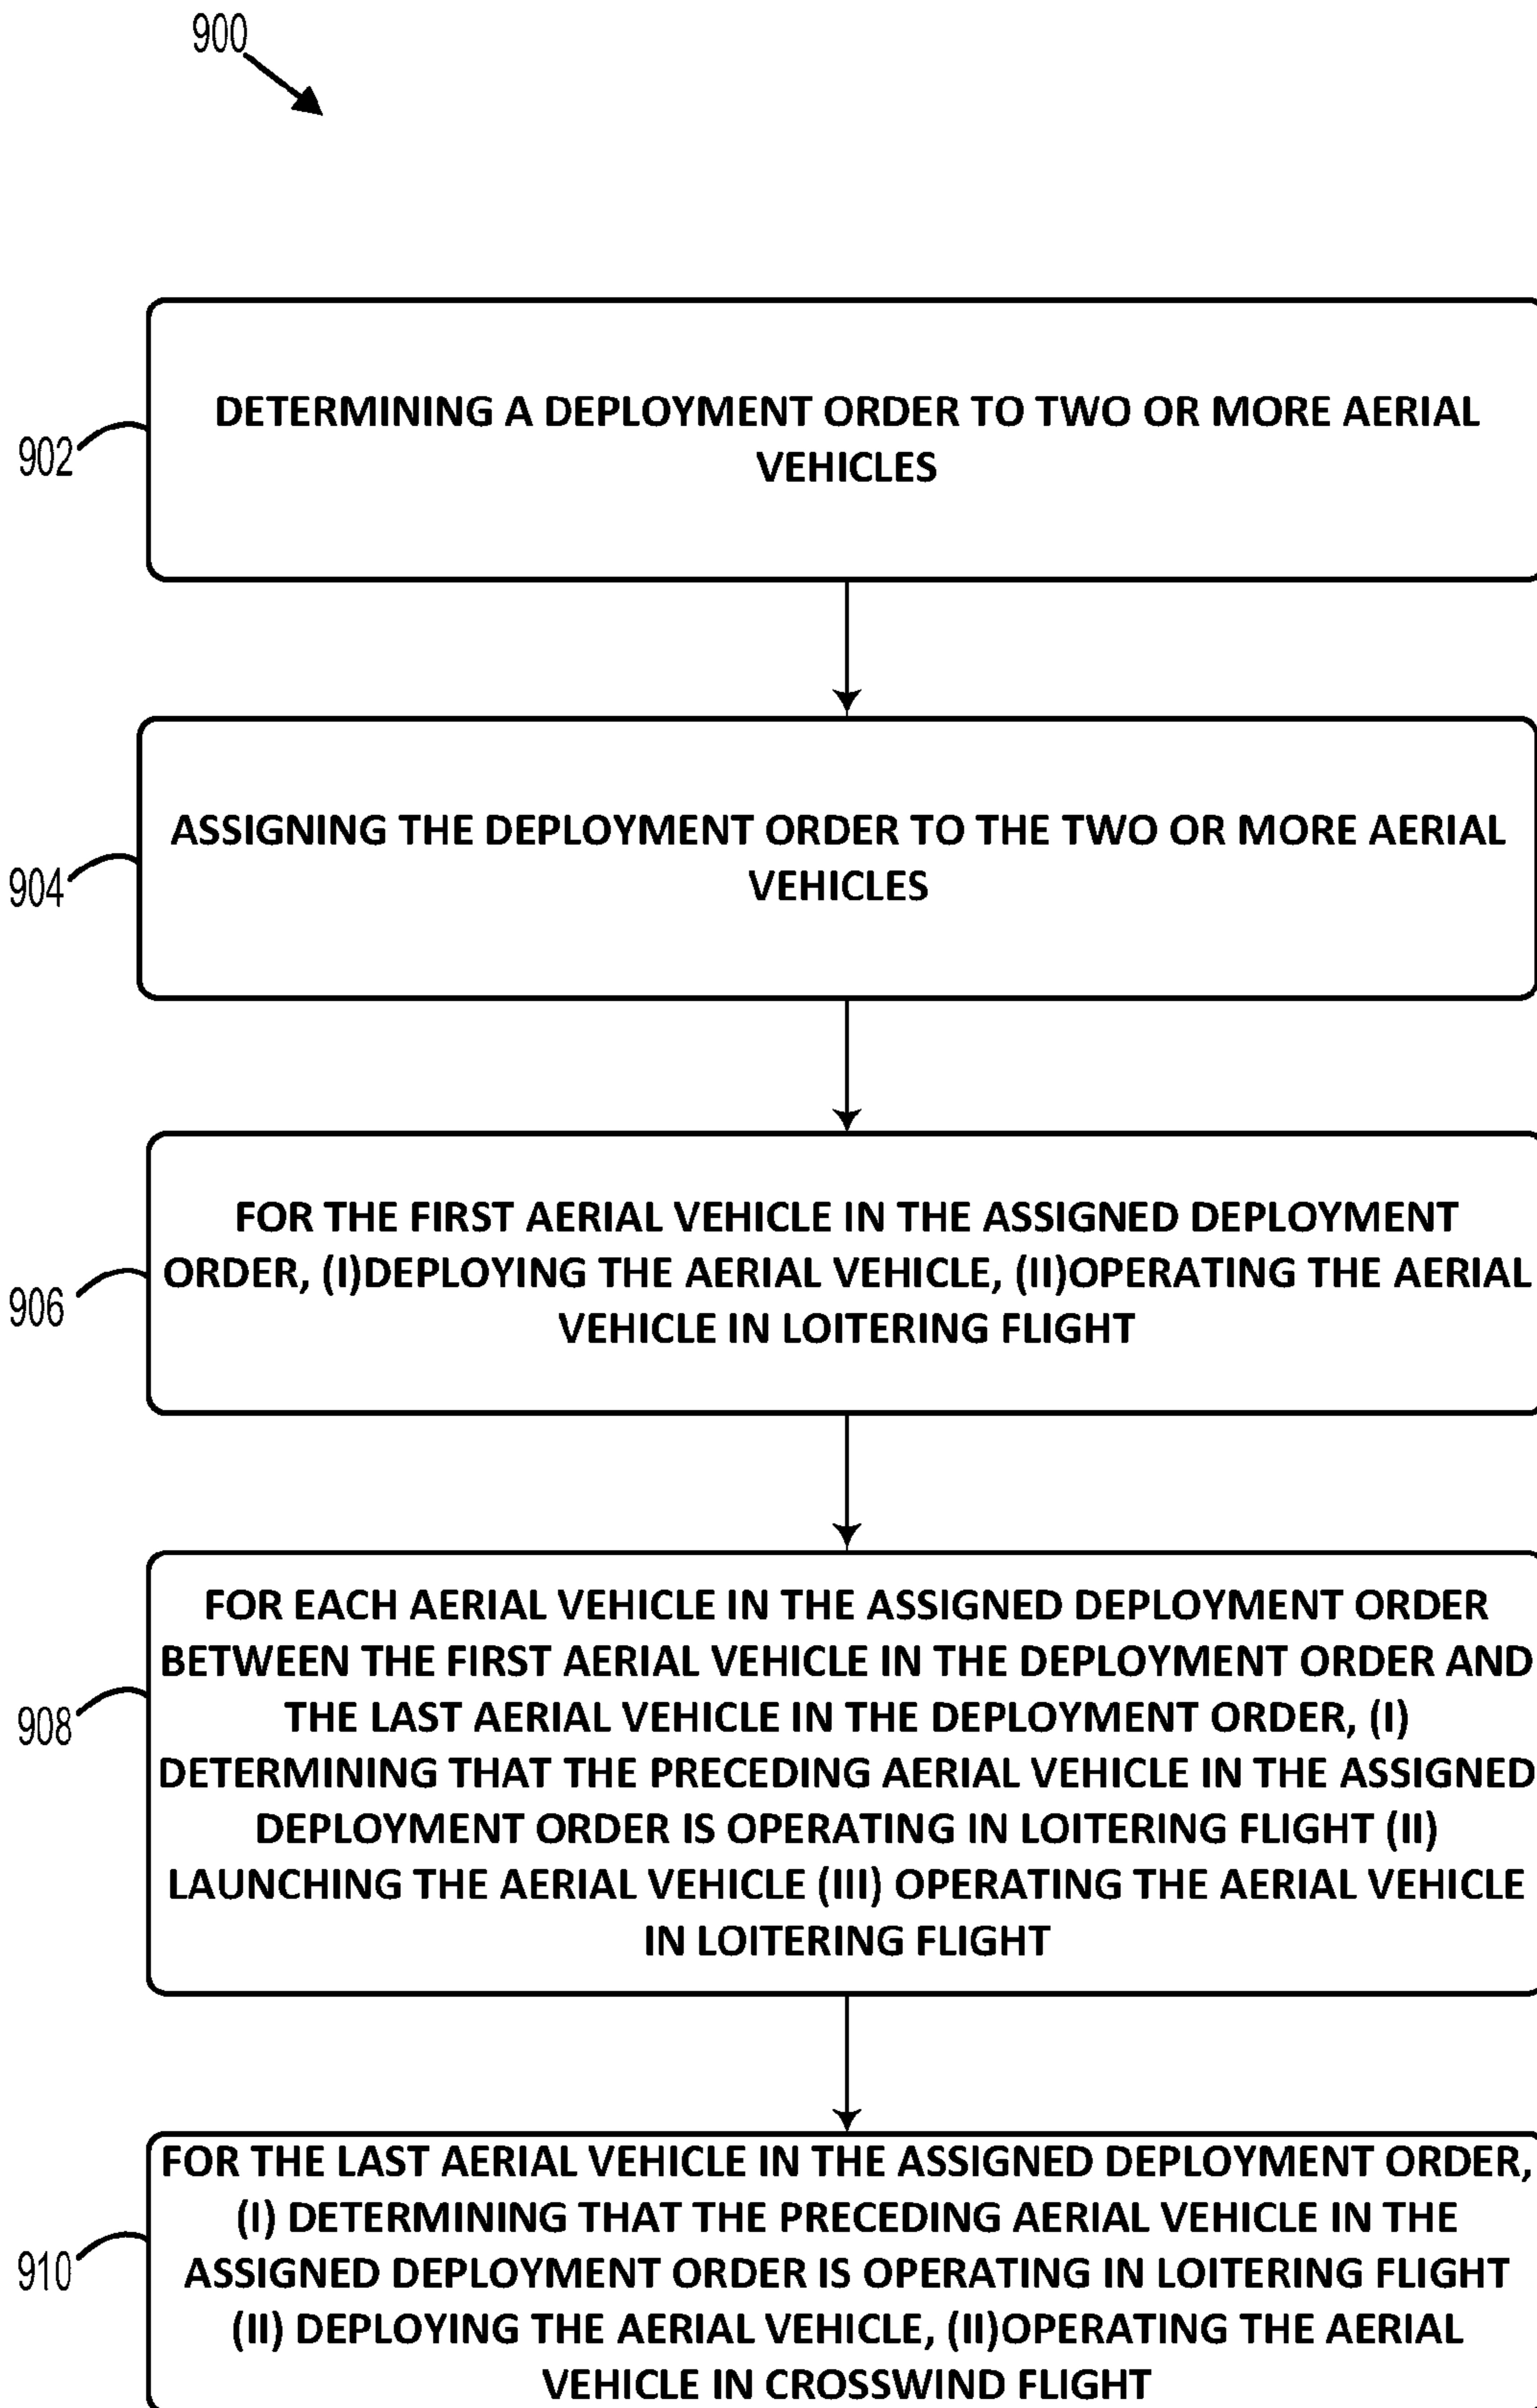 900
902
DETERMINING A DEPLOYMENT ORDER TO TWO OR MORE AERIAL
VEHICLES
904
ASSIGNING THE DEPLOYMENT ORDER TO THE TWO OR MORE AERIAL
VEHICLES
906
FOR THE FIRST AERIAL VEHICLE IN THE ASSIGNED DEPLOYMENT
ORDER, (I)DEPLOYING THE AERIAL VEHICLE, (II)OPERATING THE AERIAL
VEHICLE IN LOITERING FLIGHT
908
FOR EACH AERIAL VEHICLE IN THE ASSIGNED DEPLOYMENT ORDER
BETWEEN THE FIRST AERIAL VEHICLE IN THE DEPLOYMENT ORDER AND
THE LAST AERIAL VEHICLE IN THE DEPLOYMENT ORDER, (I)
DETERMINING THAT THE PRECEDING AERIAL VEHICLE IN THE ASSIGNED
DEPLOYMENT ORDER IS OPERATING IN LOITERING FLIGHT (II)
LAUNCHING THE AERIAL VEHICLE (III) OPERATING THE AERIAL VEHICLE
IN LOITERING FLIGHT
910
FOR THE LAST AERIAL VEHICLE IN THE ASSIGNED DEPLOYMENT ORDER,
(I) DETERMINING THAT THE PRECEDING AERIAL VEHICLE IN THE
ASSIGNED DEPLOYMENT ORDER IS OPERATING IN LOITERING FLIGHT
(II) DEPLOYING THE AERIAL VEHICLE, (II)OPERATING THE AERIAL
VEHICLE IN CROSSWIND FLIGHT